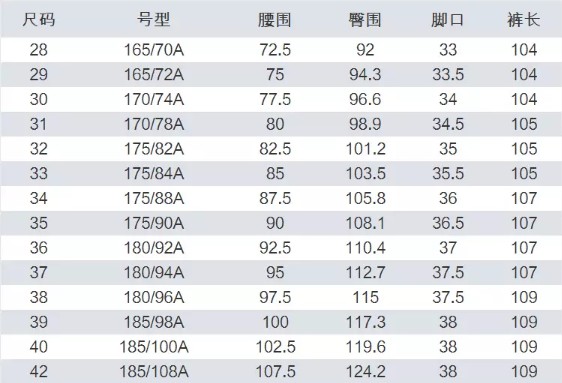 尺码 号型 腰围 臀围 脚口 裤长
28 165/70A 72.5 92 33 104
29 165/72A 75 94.3 33.5 104
30 170/74A 77.5 96.6 34 104
31 170/78A 80 98.9 34.5 105
32 175/82A 82.5 101.2 35 105
33 175/84A 85 103.5 35.5 105
34 175/88A 87.5 105.8 36 107
35 175/90A 90 108.1 36.5 107
36 180/92A 92.5 110.4 37 107
37 180/94A 95 112.7 37.5 107
38 180/96A 97.5 115 37.5 109
39 185/98A 100 117.3 38 109
40 185/100A 102.5 119.6 38 109
42 185/108A 107.5 124.2 38 109